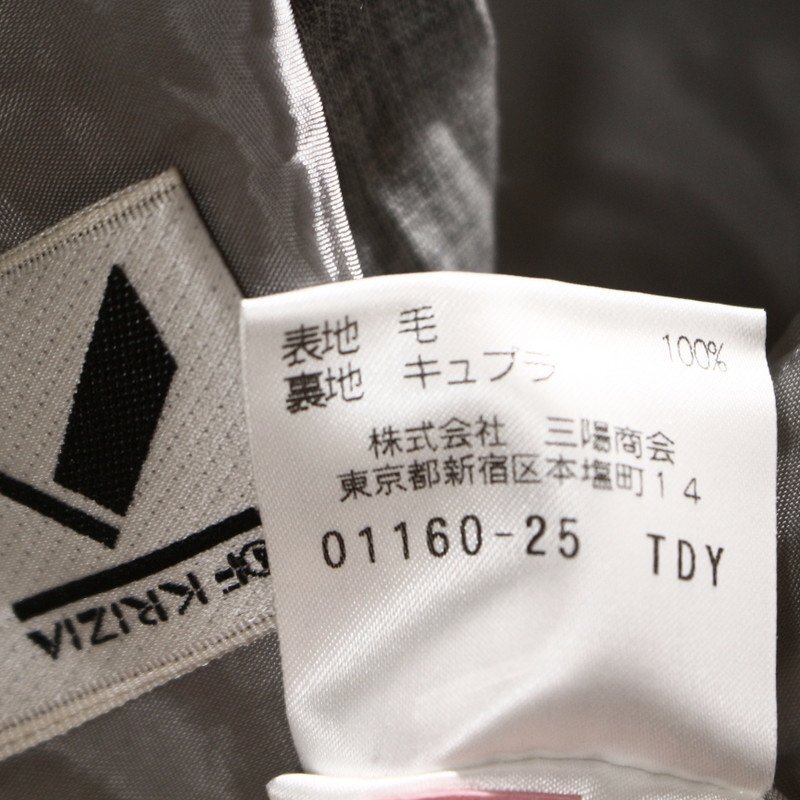 表地 毛 100%
裏地 キュプラ
株式会社 三陽商会
東京都新宿区本塩町14
01160-25 TDY
OF KRIZIA